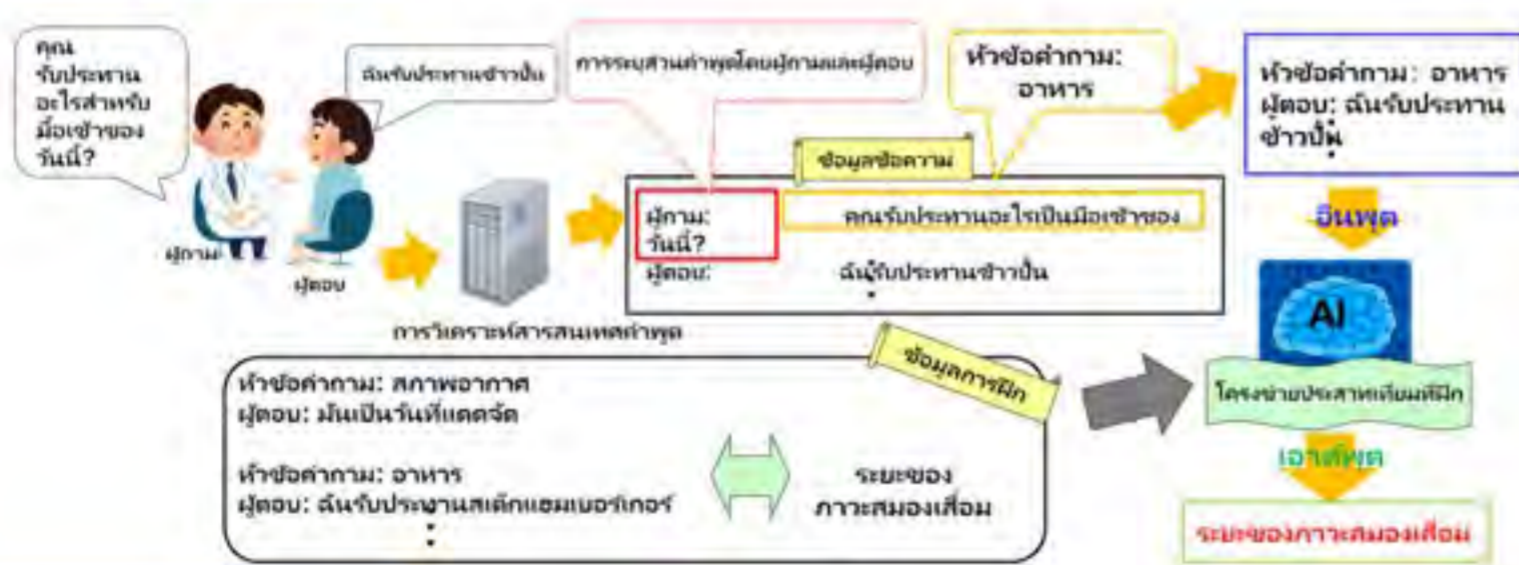 คุณ
รับประทาน
อะไรสำหรับ
มื้อเช้าของ
วันนี้?
ฉันรับประทานข้าวปั้น
ผู้ถาม
ผู้ตอบ
การวิเคราะห์สารสนเทศคำพูด
การระบุส่วนคำพูดโดยผู้ถามและผู้ตอบ
หัวข้อคำถาม:
อาหาร
ข้อมูลข้อความ
ผู้ถาม: คุณรับประทานอะไรเป็นมื้อเช้าของ
วันนี้?
ผู้ตอบ: ฉันรับประทานข้าวปั้น
หัวข้อคำถาม: อาหาร
ผู้ตอบ: ฉันรับประทาน
ข้าวปั้น
อินพุต
AI
โครงข่ายประสาทเทียมที่ฝึก
เอาต์พุต
ระยะของภาวะสมองเสื่อม
ข้อมูลการฝึก
หัวข้อคำถาม: สภาพอากาศ
ผู้ตอบ: มันเป็นวันที่แดดจัด
หัวข้อคำถาม: อาหาร
ผู้ตอบ: ฉันรับประทานสเต็กแฮมเบอร์เกอร์
ระยะของ
ภาวะสมองเสื่อม